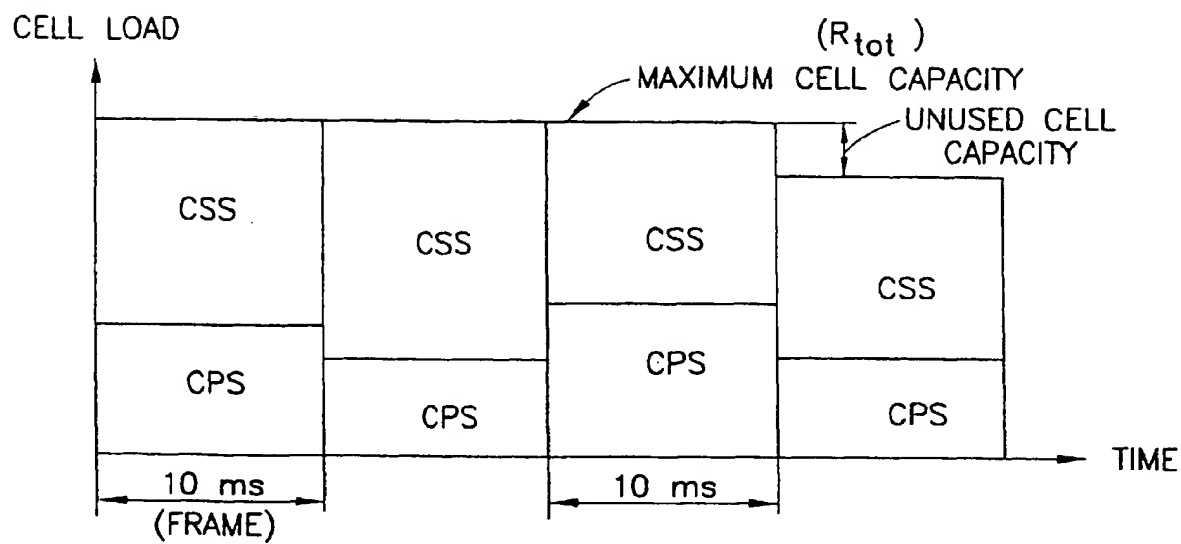 CELL LOAD
(Rtot)
MAXIMUM CELL CAPACITY
UNUSED CELL
CAPACITY
CSS
CSS
CSS
CSS
CPS
CPS
CPS
CPS
TIME
10 ms
(FRAME)
10 ms